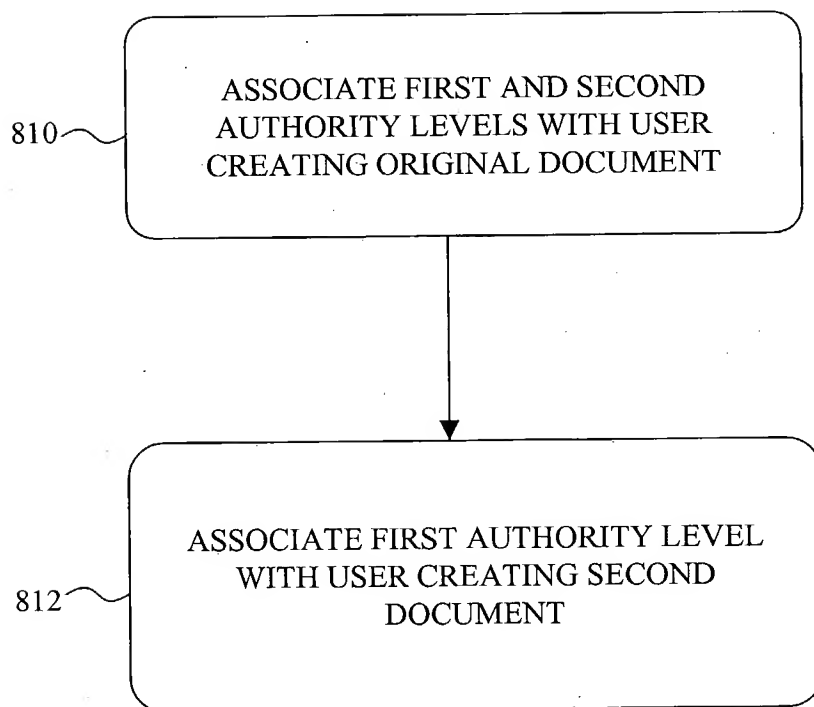 ASSOCIATE FIRST AND SECOND
AUTHORITY LEVELS WITH USER
CREATING ORIGINAL DOCUMENT
810
ASSOCIATE FIRST AUTHORITY LEVEL
WITH USER CREATING SECOND
DOCUMENT
812